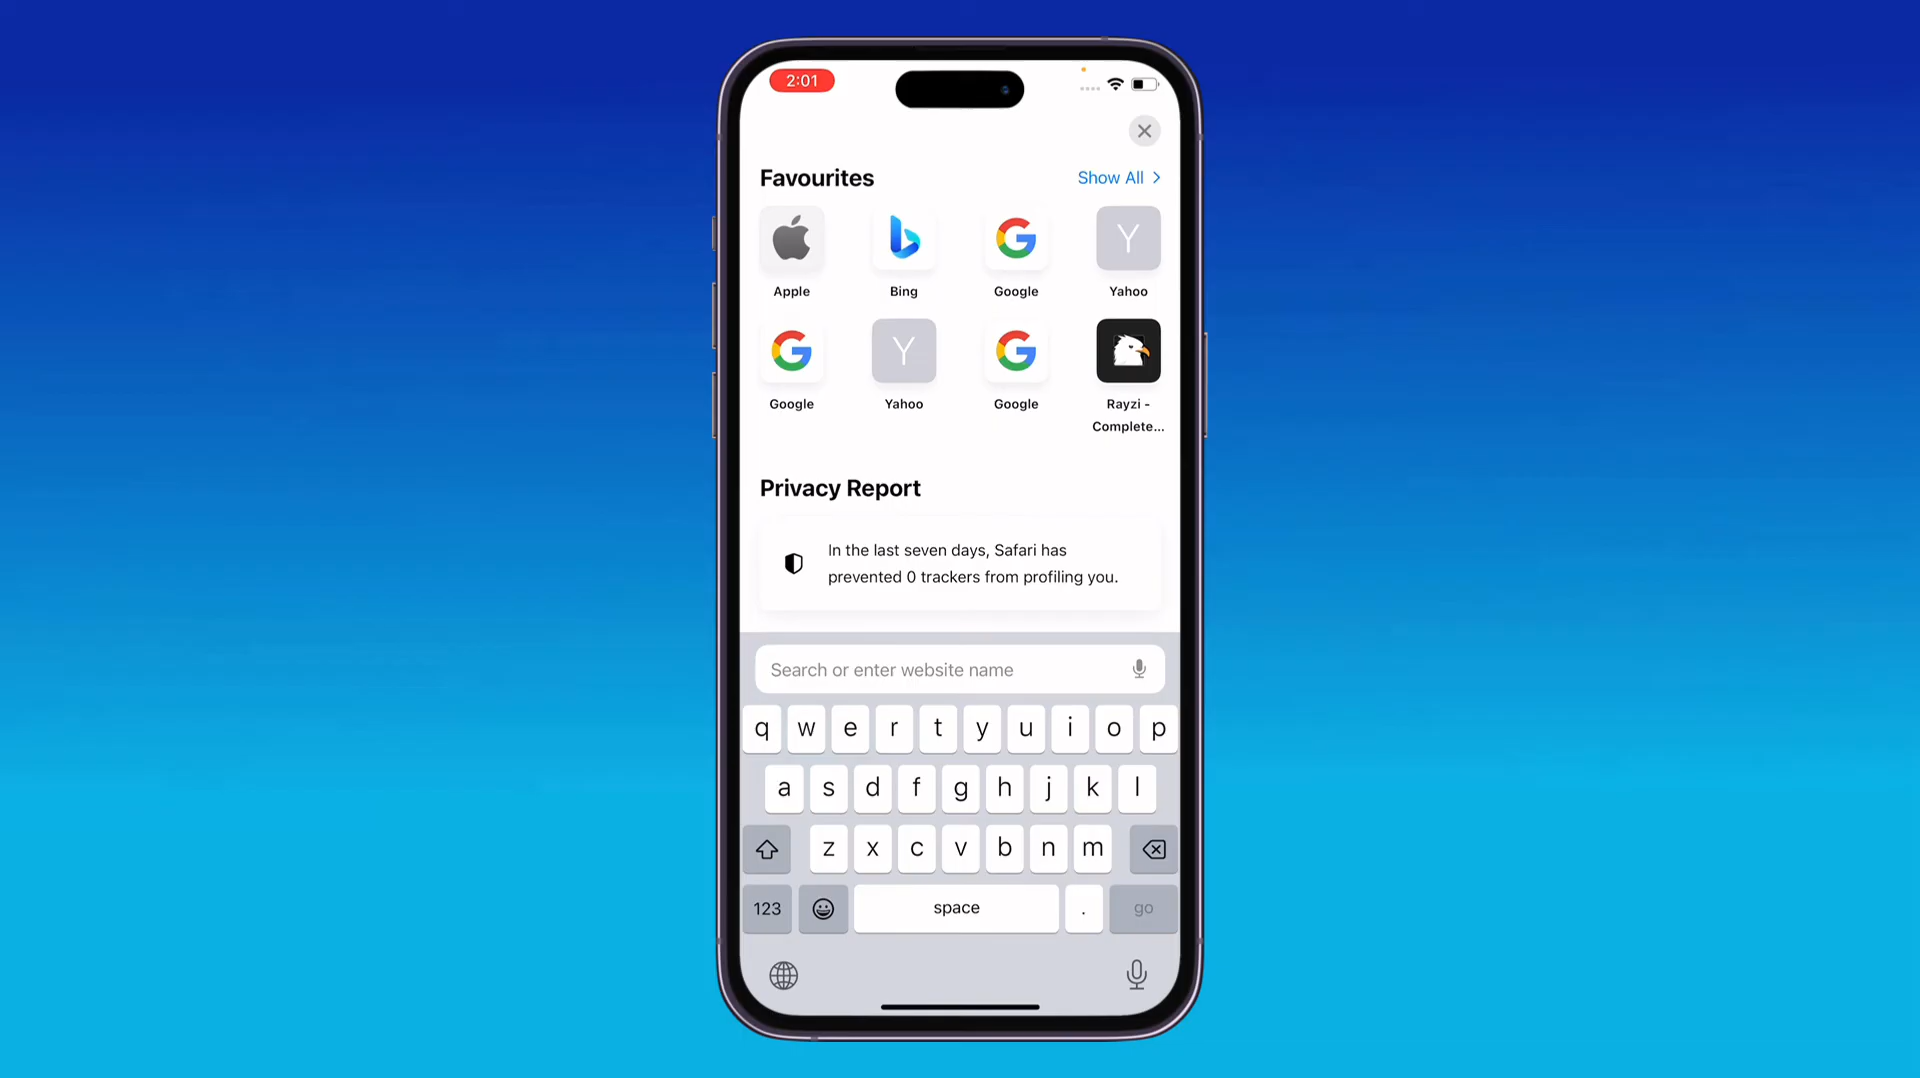 2:01
Favourites
Show All
Apple
Bing
Google
Y
Yahoo
Google
Y
Yahoo
Google
Rayzi -
Complete...
Privacy Report
In the last seven days, Safari has
prevented 0 trackers from profiling you.
Search or enter website name
q w e r t y u i o p
a s d f g h j k l
z x c v b n m
123 space . go